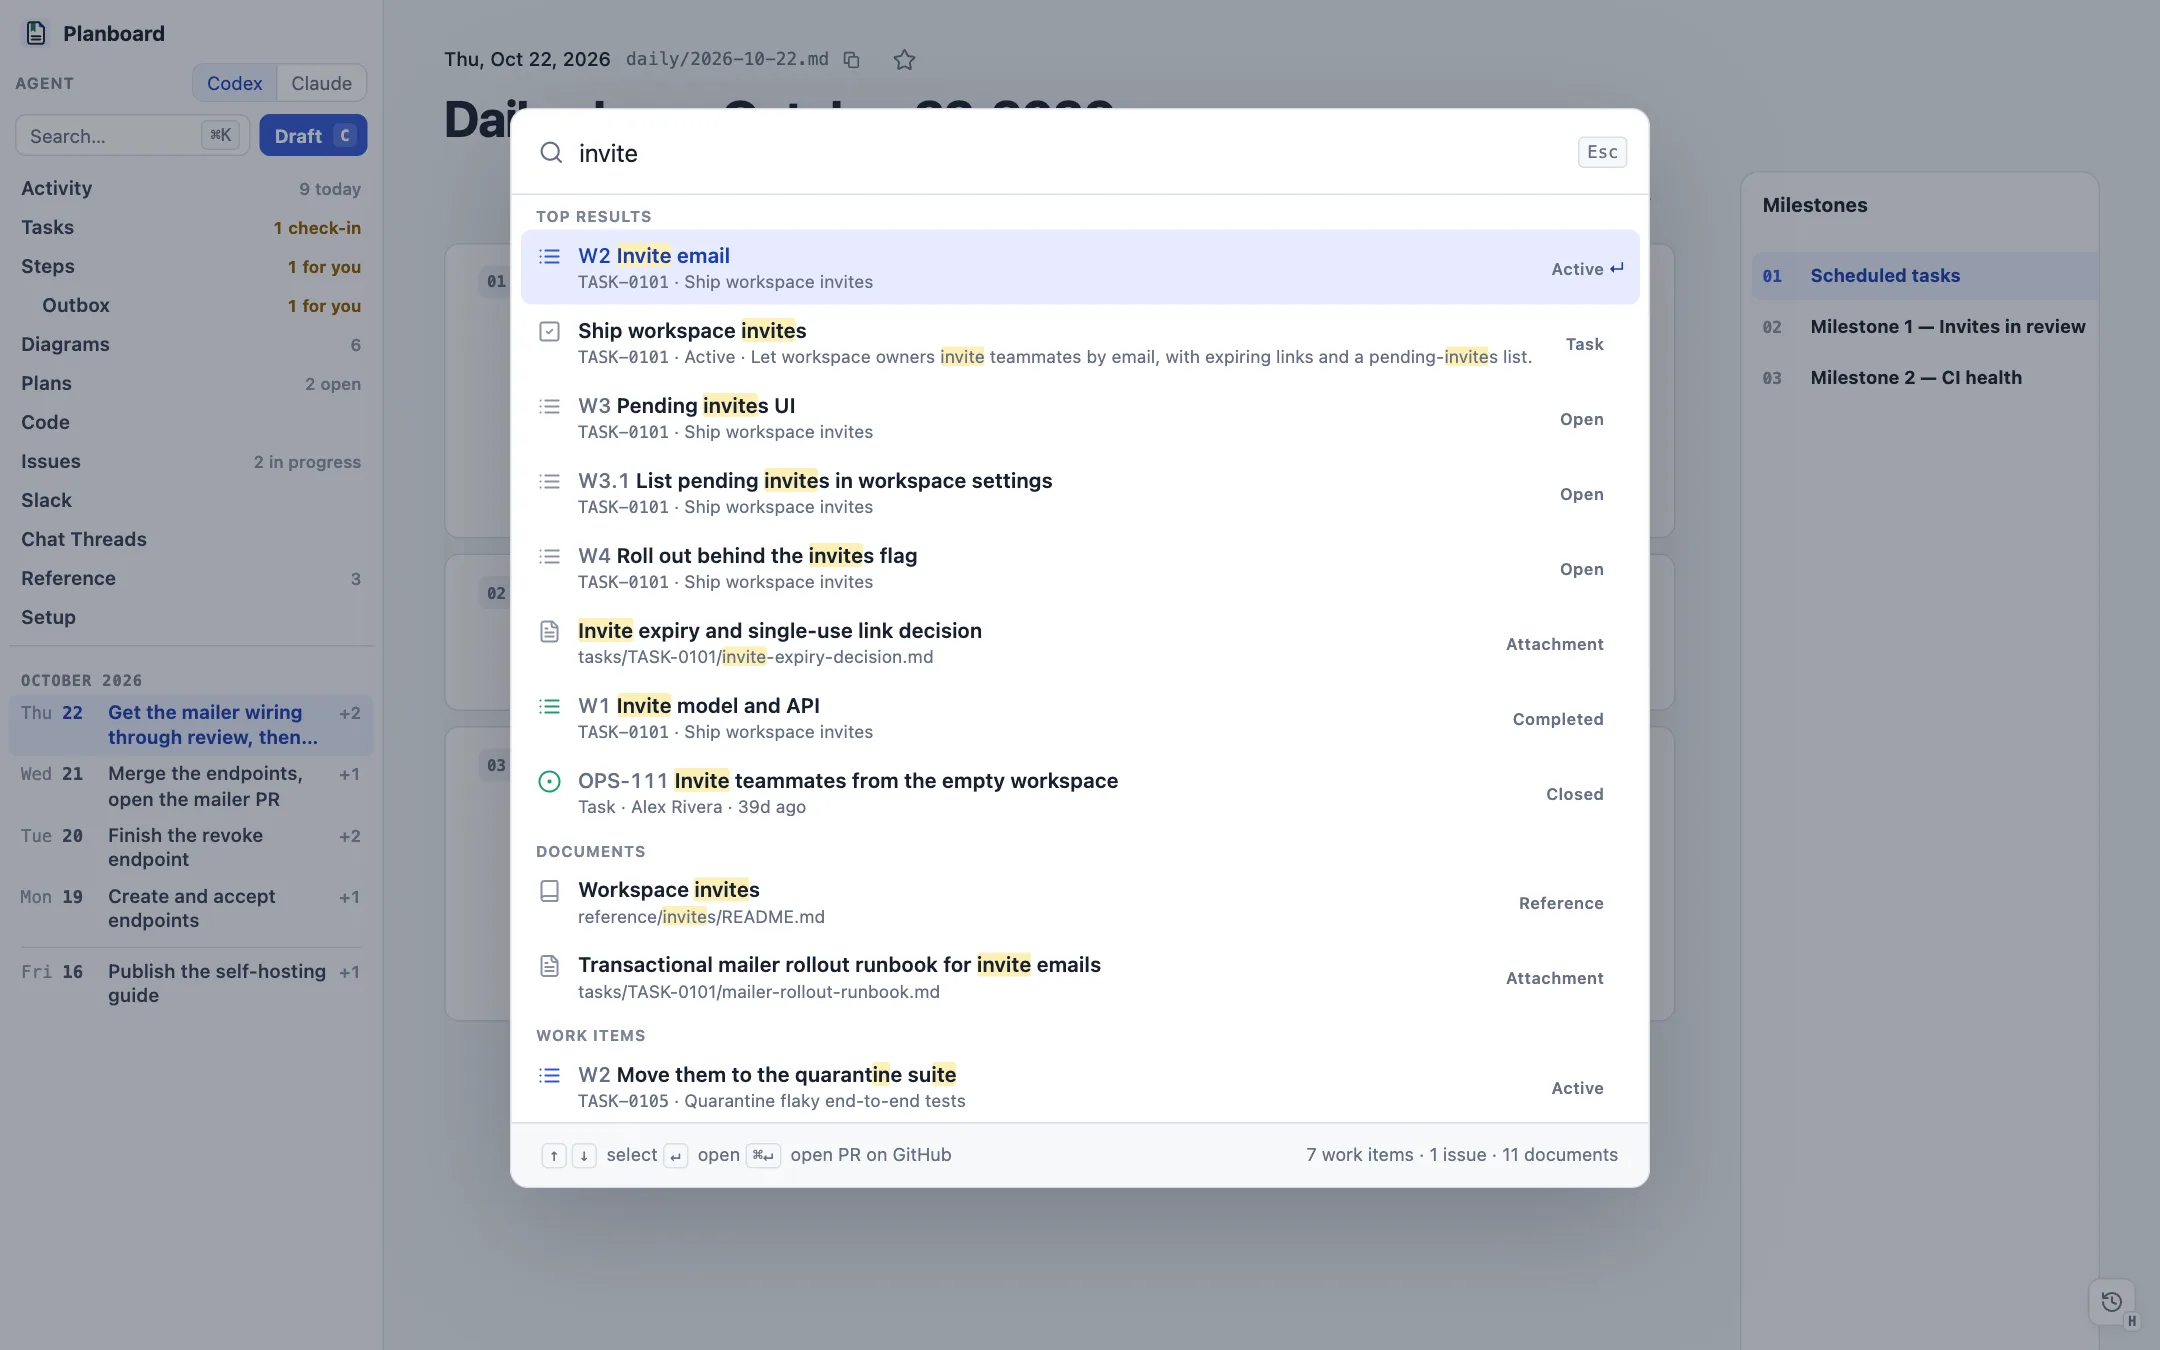 Planboard
AGENT
Codex
Claude
Search...
⌘K
Draft C
Activity 9 today
Tasks 1 check-in
Steps 1 for you
Outbox 1 for you
Diagrams 6
Plans 2 open
Code
Issues 2 in progress
Slack
Chat Threads
Reference 3
Setup
OCTOBER 2026
Thu 22 Get the mailer wiring +2
through review, then...
Wed 21 Merge the endpoints, +1
open the mailer PR
Tue 20 Finish the revoke +2
endpoint
Mon 19 Create and accept +1
endpoints
Fri 16 Publish the self-hosting +1
guide
Thu, Oct 22, 2026 daily/2026-10-22.md
01
02
03
invite
Esc
TOP RESULTS
W2 Invite email
TASK-0101 · Ship workspace invites
Active ↵
Ship workspace invites
TASK-0101 · Active · Let workspace owners invite teammates by email, with expiring links and a pending-invites list.
Task
W3 Pending invites UI
TASK-0101 · Ship workspace invites
Open
W3.1 List pending invites in workspace settings
TASK-0101 · Ship workspace invites
Open
W4 Roll out behind the invites flag
TASK-0101 · Ship workspace invites
Open
Invite expiry and single-use link decision
tasks/TASK-0101/invite-expiry-decision.md
Attachment
W1 Invite model and API
TASK-0101 · Ship workspace invites
Completed
OPS-111 Invite teammates from the empty workspace
Task · Alex Rivera · 39d ago
Closed
DOCUMENTS
Workspace invites
reference/invites/README.md
Reference
Transactional mailer rollout runbook for invite emails
tasks/TASK-0101/mailer-rollout-runbook.md
Attachment
WORK ITEMS
W2 Move them to the quarantine suite
TASK-0105 · Quarantine flaky end-to-end tests
Active
↑ ↓ select ↵ open ⌘↵ open PR on GitHub
7 work items · 1 issue · 11 documents
Milestones
01 Scheduled tasks
02 Milestone 1 — Invites in review
03 Milestone 2 — CI health
H